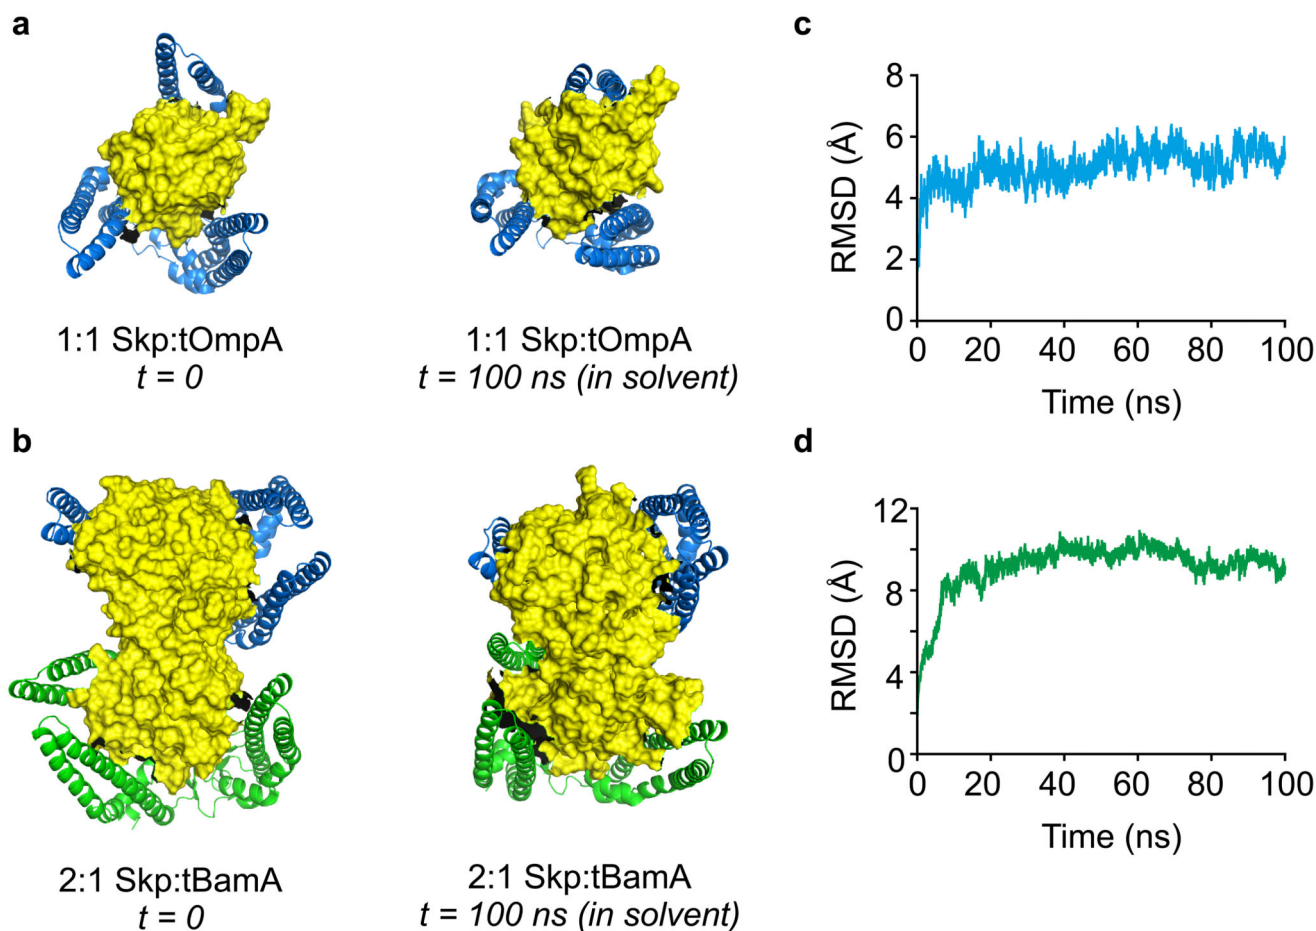 a
1:1 Skp:tOmpA
t = 0
1:1 Skp:tOmpA
t = 100 ns (in solvent)
c
8
6
4
2
0
RMSD (Å)
0 20 40 60 80 100
Time (ns)
b
2:1 Skp:tBamA
t = 0
2:1 Skp:tBamA
t = 100 ns (in solvent)
d
12
8
4
0
RMSD (Å)
0 20 40 60 80 100
Time (ns)